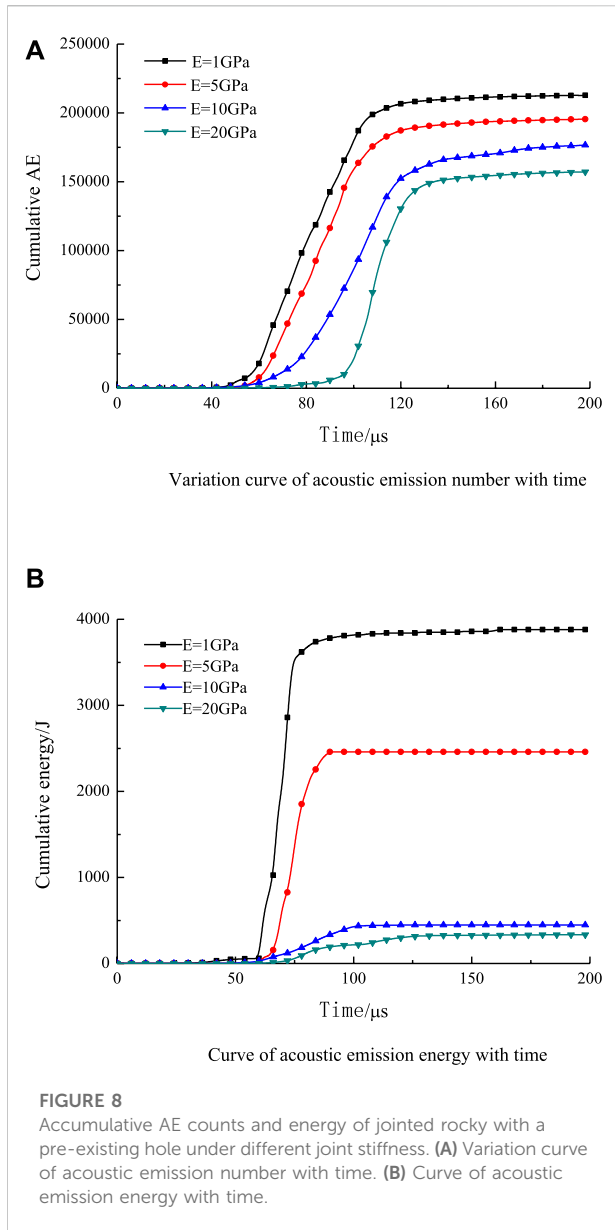 A
250000
200000
150000
100000
50000
0
Cumulative AE
E=1GPa
E=5GPa
E=10GPa
E=20GPa
0 40 80 120 160 200
Time/μs
Variation curve of acoustic emission number with time
B
4000
3000
2000
1000
0
Cumulative energy/J
E=1GPa
E=5GPa
E=10GPa
E=20GPa
0 50 100 150 200
Time/μs
Curve of acoustic emission energy with time
FIGURE 8
Accumulative AE counts and energy of jointed rocky with a
pre-existing hole under different joint stiffness. (A) Variation curve
of acoustic emission number with time. (B) Curve of acoustic
emission energy with time.